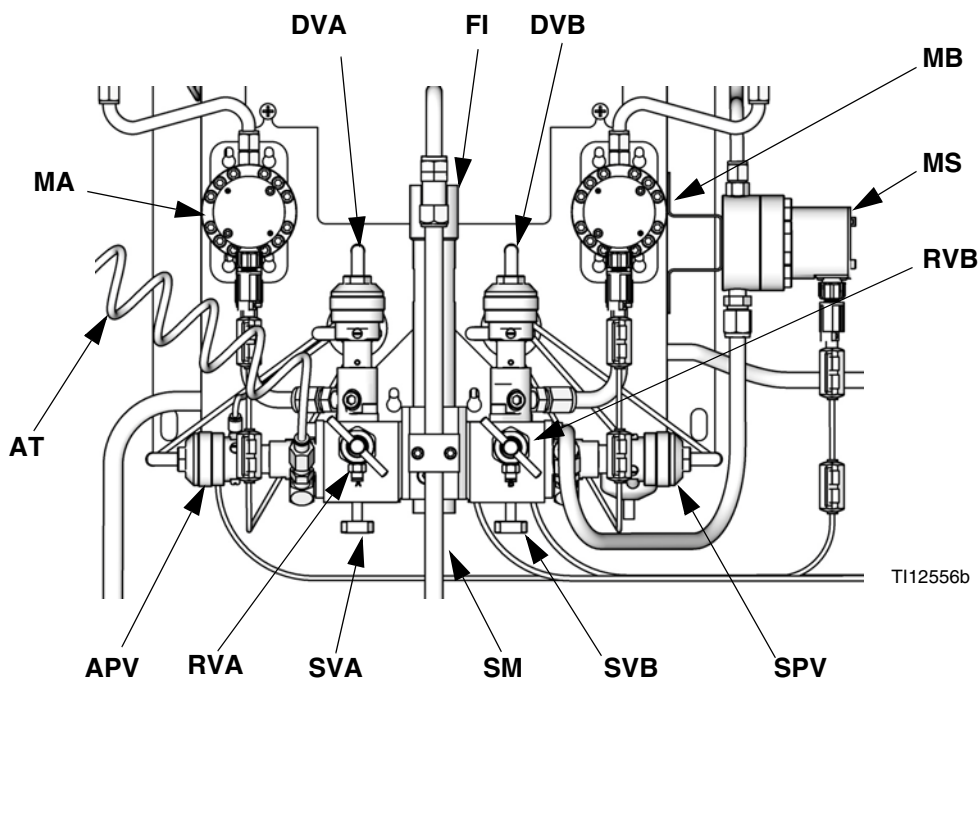 DVA FI DVB
MB
MA
MS
RVB
AT
TI12556b
APV RVA SVA SM SVB SPV